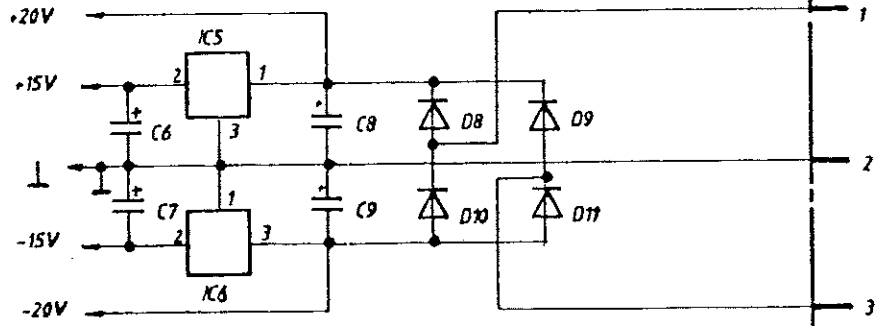 +20V
1
IC5
+15V
2
1
+
C6
3
+
C8
D8
D9
2
+
C7
1
+
C9
D10
D11
-15V
2
3
IC6
-20V
3